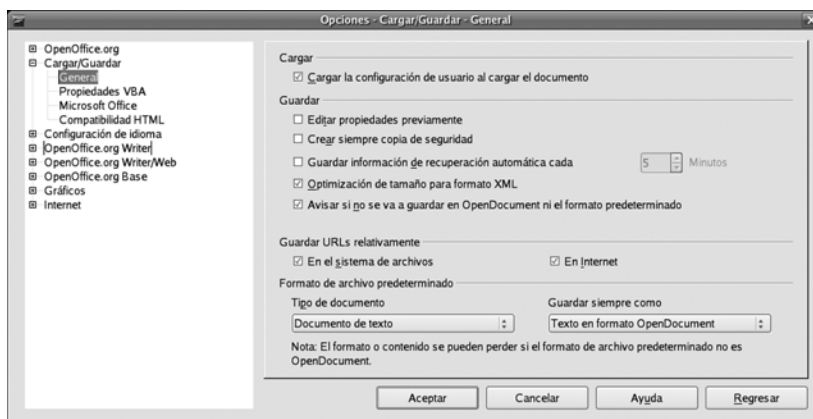 Opciones - Cargar/Guardar - General
OpenOffice.org
Cargar/Guardar
General
Propiedades VBA
Microsoft Office
Compatibilidad HTML
Configuración de idioma
OpenOffice.org Writer
OpenOffice.org Writer/Web
OpenOffice.org Base
Gráficos
Internet
Cargar
Cargar la configuración de usuario al cargar el documento
Guardar
Editar propiedades previamente
Crear siempre copia de seguridad
Guardar información de recuperación automática cada 5 Minutos
Optimización de tamaño para formato XML
Avisar si no se va a guardar en OpenDocument ni el formato predeterminado
Guardar URLs relativamente
En el sistema de archivos En Internet
Formato de archivo predeterminado
Tipo de documento Guardar siempre como
Documento de texto Texto en formato OpenDocument
Nota: El formato o contenido se pueden perder si el formato de archivo predeterminado no es
OpenDocument.
Aceptar Cancelar Ayuda Regresar